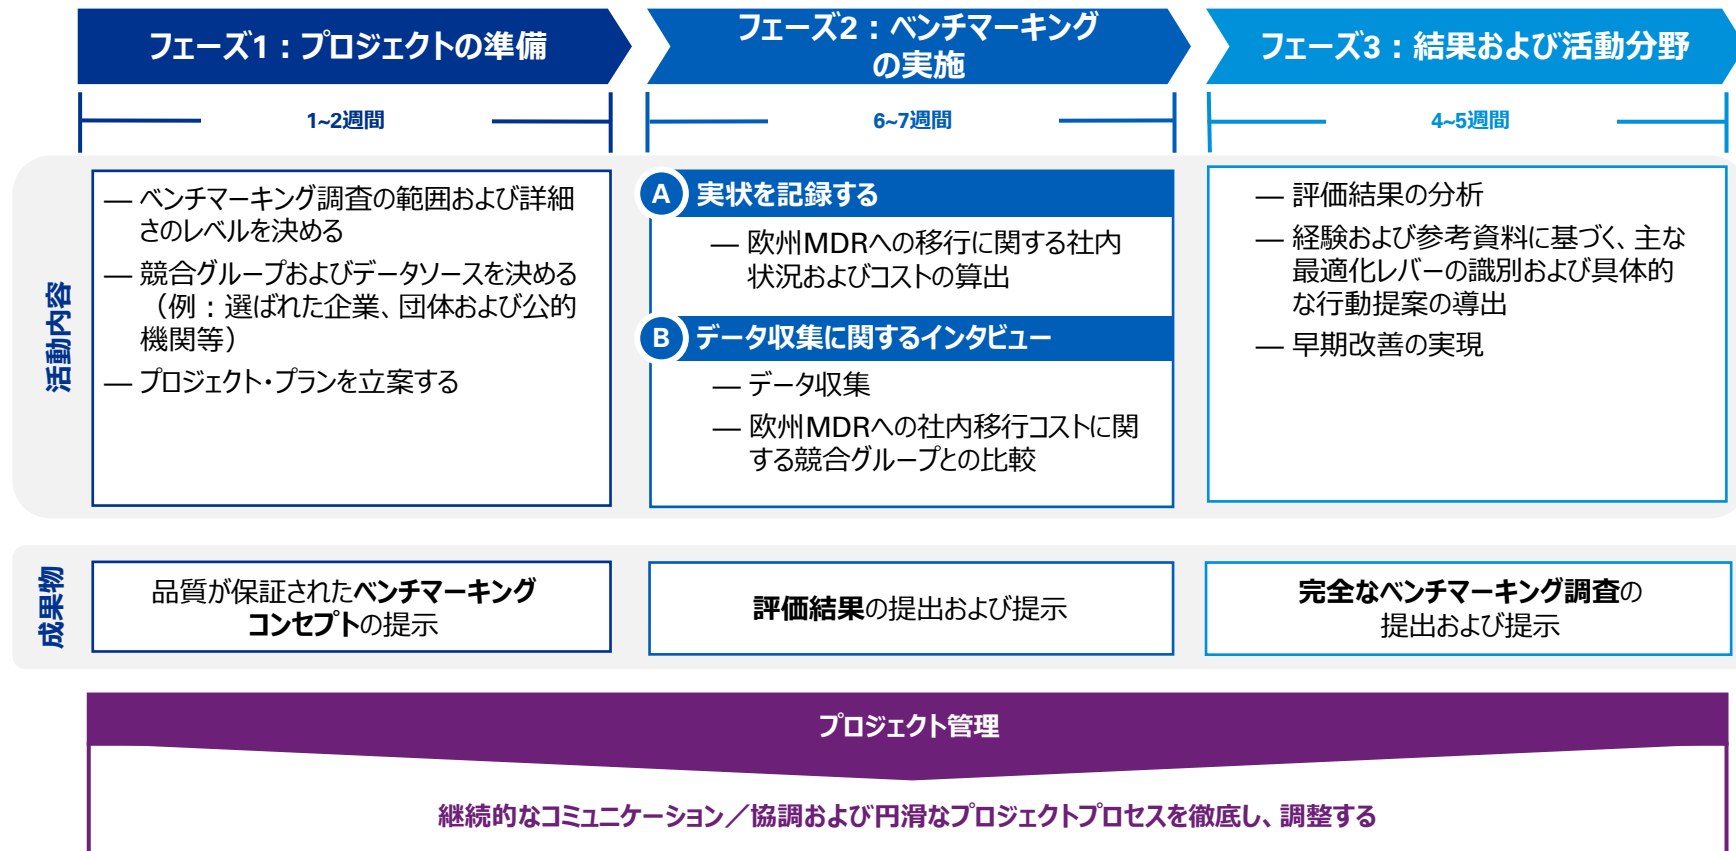 フェーズ1：プロジェクトの準備
フェーズ2：ベンチマーキング
の実施
フェーズ3：結果および活動分野
1~2週間
6~7週間
4~5週間
活動内容
― ベンチマーキング調査の範囲および詳細
さのレベルを決める
― 競合グループおよびデータソースを決める
（例：選ばれた企業、団体および公的
機関等）
― プロジェクト・プランを立案する
A 実状を記録する
― 欧州MDRへの移行に関する社内
状況およびコストの算出
B データ収集に関するインタビュー
― データ収集
― 欧州MDRへの社内移行コストに関
する競合グループとの比較
― 評価結果の分析
― 経験および参考資料に基づく、主な
最適化レバーの識別および具体的
な行動提案の導出
― 早期改善の実現
成果物
品質が保証されたベンチマーキング
コンセプトの提示
評価結果の提出および提示
完全なベンチマーキング調査の
提出および提示
プロジェクト管理
継続的なコミュニケーション／協調および円滑なプロジェクトプロセスを徹底し、調整する